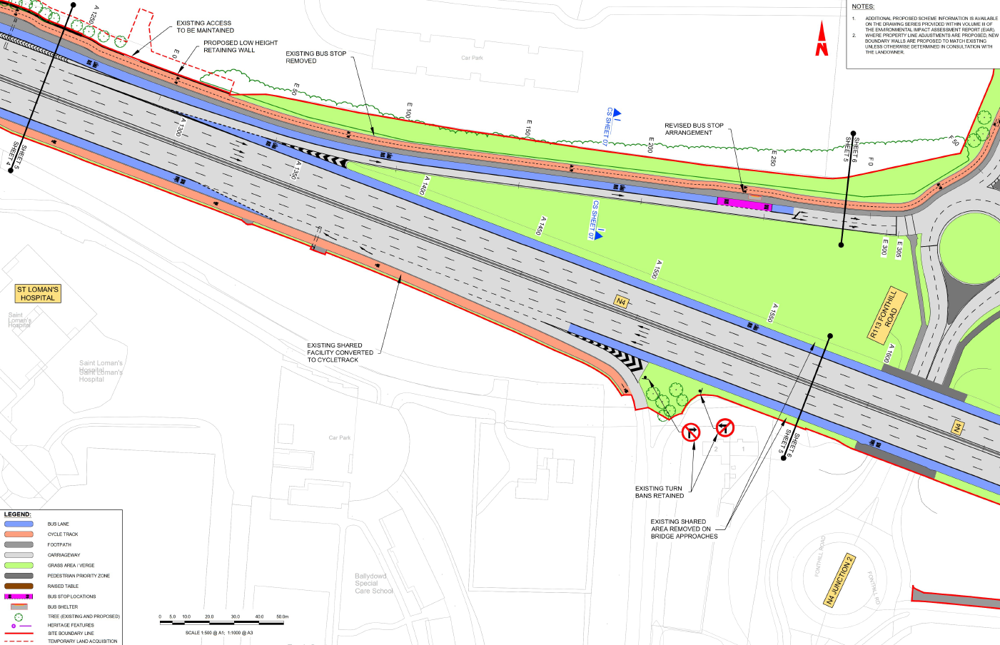 NOTES:
1. ADDITIONAL PROPOSED SCHEME INFORMATION IS AVAILABLE
ON THE DRAWING SERIES PROVIDED WITHIN VOLUME III OF
THE ENVIRONMENTAL IMPACT ASSESSMENT REPORT (EIAR).
2. WHERE PROPERTY LINE ADJUSTMENTS ARE PROPOSED, NEW
BOUNDARY WALLS ARE PROPOSED TO MATCH EXISTING
UNLESS OTHERWISE DETERMINED IN CONSULTATION WITH
THE LANDOWNER.
N
A 1250
EXISTING ACCESS
TO BE MAINTAINED
PROPOSED LOW HEIGHT
RETAINING WALL
EXISTING BUS STOP
REMOVED
Car Park
E 0
E 50
E 100
E 150
CS SHEET 07
E 200
REVISED BUS STOP
ARRANGEMENT
E 250
SHEET 5
SHEET 6
F 0
F 50
A 1300
SHEET 4
SHEET 5
A 1350
A 1400
A 1450
CS SHEET 07
E 300
E 305
A 1500
N4
A 1550
R113 FONTHILL
ROAD
A 1600
ST LOMAN'S
HOSPITAL
Saint
Loman's
Hospital
EXISTING SHARED
FACILITY CONVERTED
TO CYCLETRACK
Saint Loman's
Hospital
Saint Loman's
Hospital
N4
SHEET 5
SHEET 6
Car Park
2
1
EXISTING TURN
BANS RETAINED
EXISTING SHARED
AREA REMOVED ON
BRIDGE APPROACHES
FONTHILL ROAD
FONTHILL RD
N4 JUNCTION 2
Ballydowd
Special
Care School
LEGEND:
BUS LANE
CYCLE TRACK
FOOTPATH
CARRIAGEWAY
GRASS AREA / VERGE
PEDESTRIAN PRIORITY ZONE
RAISED TABLE
BUS STOP LOCATIONS
BUS SHELTER
TREE (EXISTING AND PROPOSED)
HERITAGE FEATURES
SITE BOUNDARY LINE
TEMPORARY LAND ACQUISITION
0 5.0 10.0 20.0 30.0 40.0 50.0m
SCALE 1:500 @ A1; 1:1000 @ A3